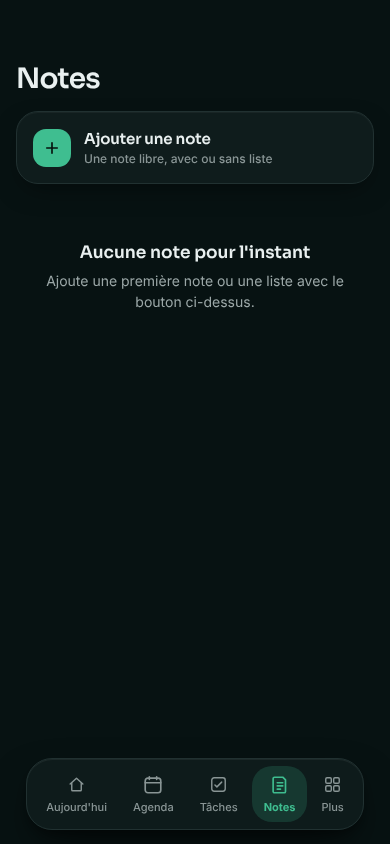 Notes
Ajouter une note
Une note libre, avec ou sans liste
Aucune note pour l'instant
Ajoute une première note ou une liste avec le
bouton ci-dessus.
Aujourd'hui
Agenda
Tâches
Notes
Plus